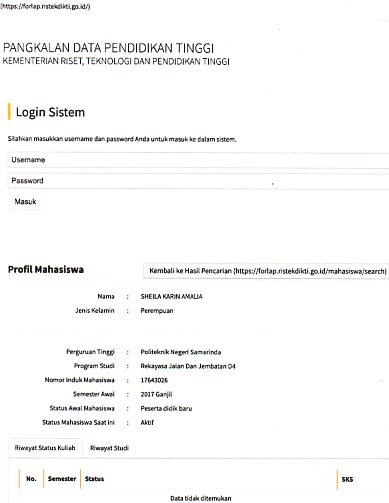 (https://forlap.ristekdikti.go.id/)
PANGKALAN DATA PENDIDIKAN TINGGI
KEMENTERIAN RISET, TEKNOLOGI DAN PENDIDIKAN TINGGI
Login Sistem
Silahkan masukkan username dan password Anda untuk masuk ke dalam sistem.
Username
Password
Masuk
Profil Mahasiswa
Kembali ke Hasil Pencarian (https://forlap.ristekdikti.go.id/mahasiswa/search)
Nama : SHEILA KARIN AMALIA
Jenis Kelamin : Perempuan
Perguruan Tinggi : Politeknik Negeri Samarinda
Program Studi : Rekayasa Jalan Dan Jembatan D4
Nomor Induk Mahasiswa : 17643026
Semester Awal : 2017 Ganjil
Status Awal Mahasiswa : Peserta didik baru
Status Mahasiswa Saat ini : Aktif
Riwayat Status Kuliah Riwayat Studi
No. Semester Status SKS
Data tidak ditemukan